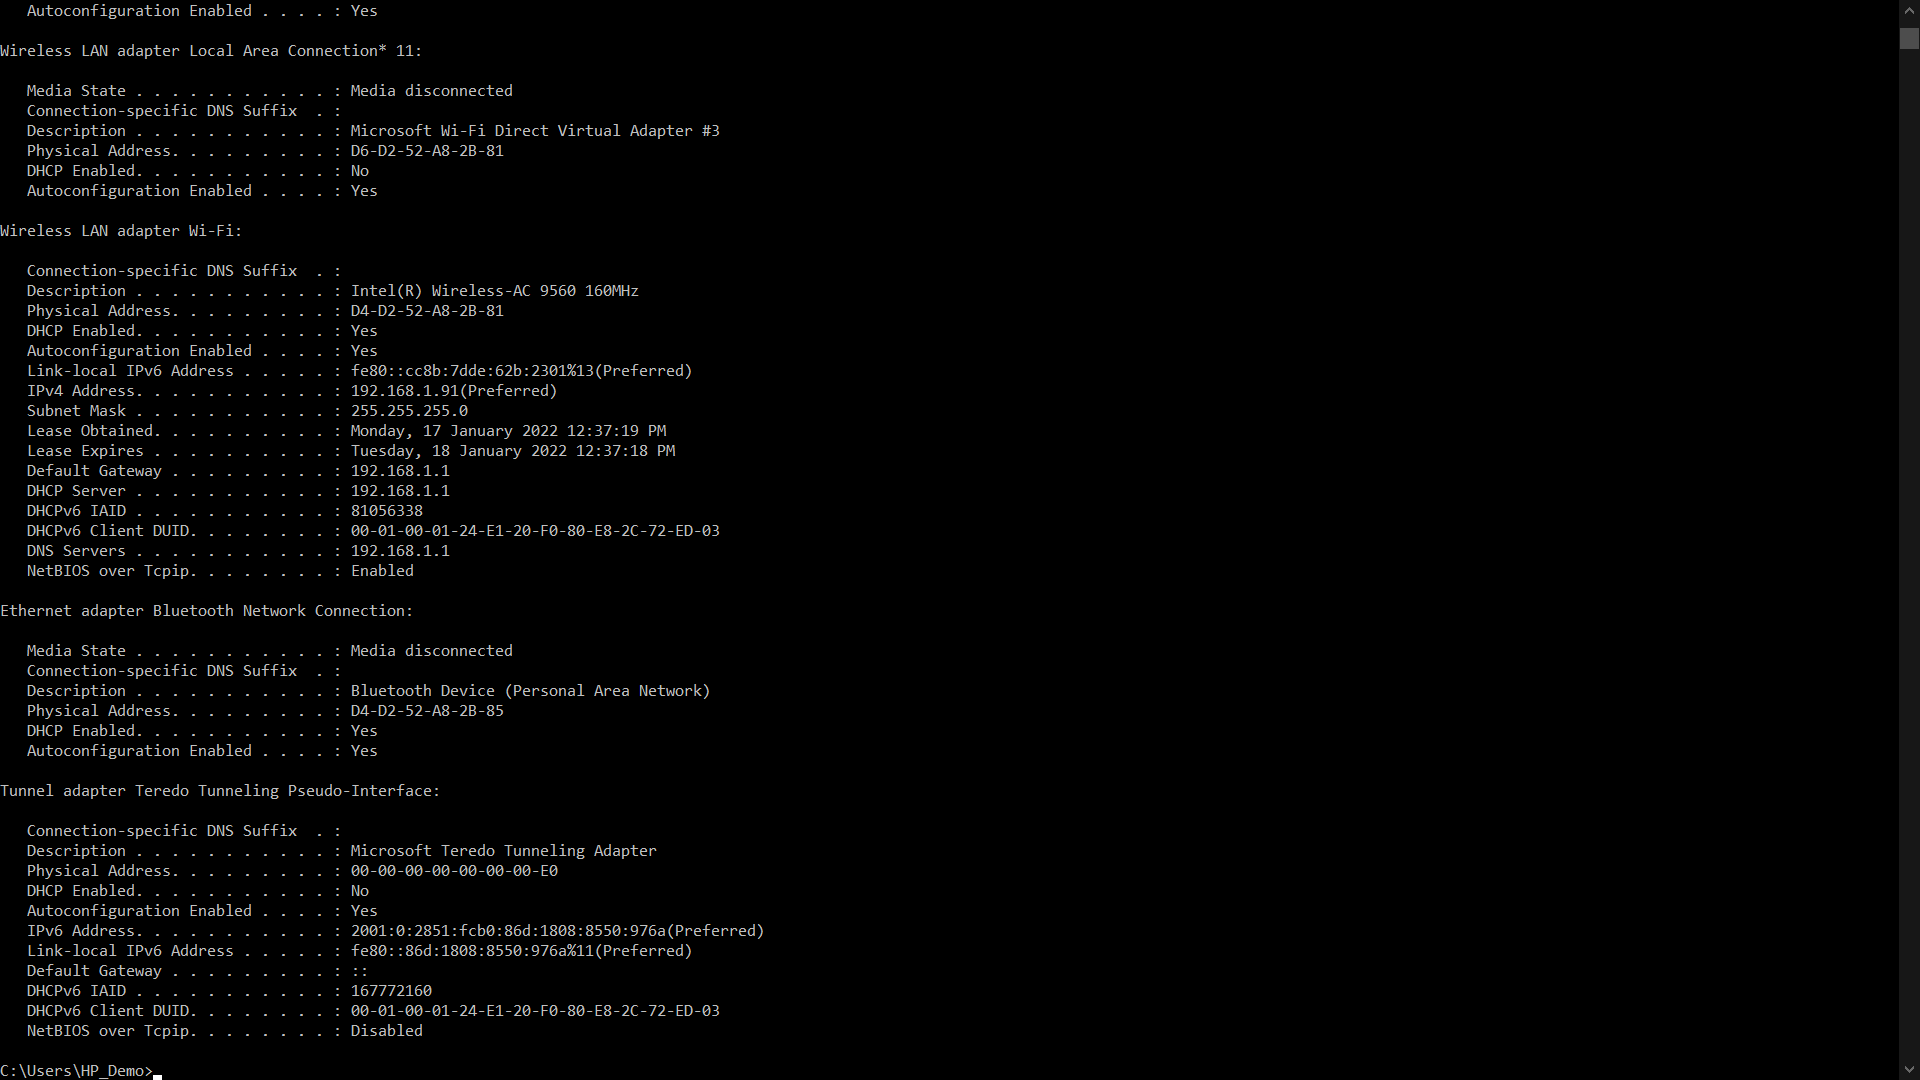 Autoconfiguration Enabled . . . . : Yes

Wireless LAN adapter Local Area Connection* 11:

   Media State . . . . . . . . . . . : Media disconnected
   Connection-specific DNS Suffix  . :
   Description . . . . . . . . . . . : Microsoft Wi-Fi Direct Virtual Adapter #3
   Physical Address. . . . . . . . . : D6-D2-52-A8-2B-81
   DHCP Enabled. . . . . . . . . . . : No
   Autoconfiguration Enabled . . . . : Yes

Wireless LAN adapter Wi-Fi:

   Connection-specific DNS Suffix  . :
   Description . . . . . . . . . . . : Intel(R) Wireless-AC 9560 160MHz
   Physical Address. . . . . . . . . : D4-D2-52-A8-2B-81
   DHCP Enabled. . . . . . . . . . . : Yes
   Autoconfiguration Enabled . . . . : Yes
   Link-local IPv6 Address . . . . . : fe80::cc8b:7dde:62b:2301%13(Preferred)
   IPv4 Address. . . . . . . . . . . : 192.168.1.91(Preferred)
   Subnet Mask . . . . . . . . . . . : 255.255.255.0
   Lease Obtained. . . . . . . . . . : Monday, 17 January 2022 12:37:19 PM
   Lease Expires . . . . . . . . . . : Tuesday, 18 January 2022 12:37:18 PM
   Default Gateway . . . . . . . . . : 192.168.1.1
   DHCP Server . . . . . . . . . . . : 192.168.1.1
   DHCPv6 IAID . . . . . . . . . . . : 81056338
   DHCPv6 Client DUID. . . . . . . . : 00-01-00-01-24-E1-20-F0-80-E8-2C-72-ED-03
   DNS Servers . . . . . . . . . . . : 192.168.1.1
   NetBIOS over Tcpip. . . . . . . . : Enabled

Ethernet adapter Bluetooth Network Connection:

   Media State . . . . . . . . . . . : Media disconnected
   Connection-specific DNS Suffix  . :
   Description . . . . . . . . . . . : Bluetooth Device (Personal Area Network)
   Physical Address. . . . . . . . . : D4-D2-52-A8-2B-85
   DHCP Enabled. . . . . . . . . . . : Yes
   Autoconfiguration Enabled . . . . : Yes

Tunnel adapter Teredo Tunneling Pseudo-Interface:

   Connection-specific DNS Suffix  . :
   Description . . . . . . . . . . . : Microsoft Teredo Tunneling Adapter
   Physical Address. . . . . . . . . : 00-00-00-00-00-00-00-E0
   DHCP Enabled. . . . . . . . . . . : No
   Autoconfiguration Enabled . . . . : Yes
   IPv6 Address. . . . . . . . . . . : 2001:0:2851:fcb0:86d:1808:8550:976a(Preferred)
   Link-local IPv6 Address . . . . . : fe80::86d:1808:8550:976a%11(Preferred)
   Default Gateway . . . . . . . . . : ::
   DHCPv6 IAID . . . . . . . . . . . : 167772160
   DHCPv6 Client DUID. . . . . . . . : 00-01-00-01-24-E1-20-F0-80-E8-2C-72-ED-03
   NetBIOS over Tcpip. . . . . . . . : Disabled

C:\Users\HP_Demo>